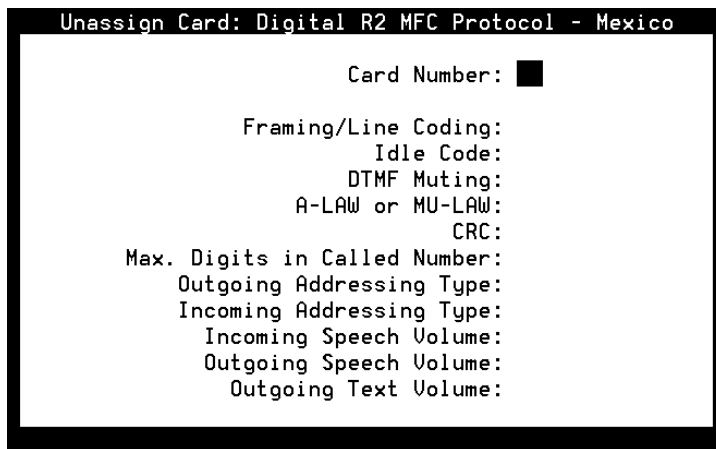 Unassign Card: Digital R2 MFC Protocol - Mexico
Card Number:
Framing/Line Coding:
Idle Code:
DTMF Muting:
A-LAW or MU-LAW:
CRC:
Max. Digits in Called Number:
Outgoing Addressing Type:
Incoming Addressing Type:
Incoming Speech Volume:
Outgoing Speech Volume:
Outgoing Text Volume: